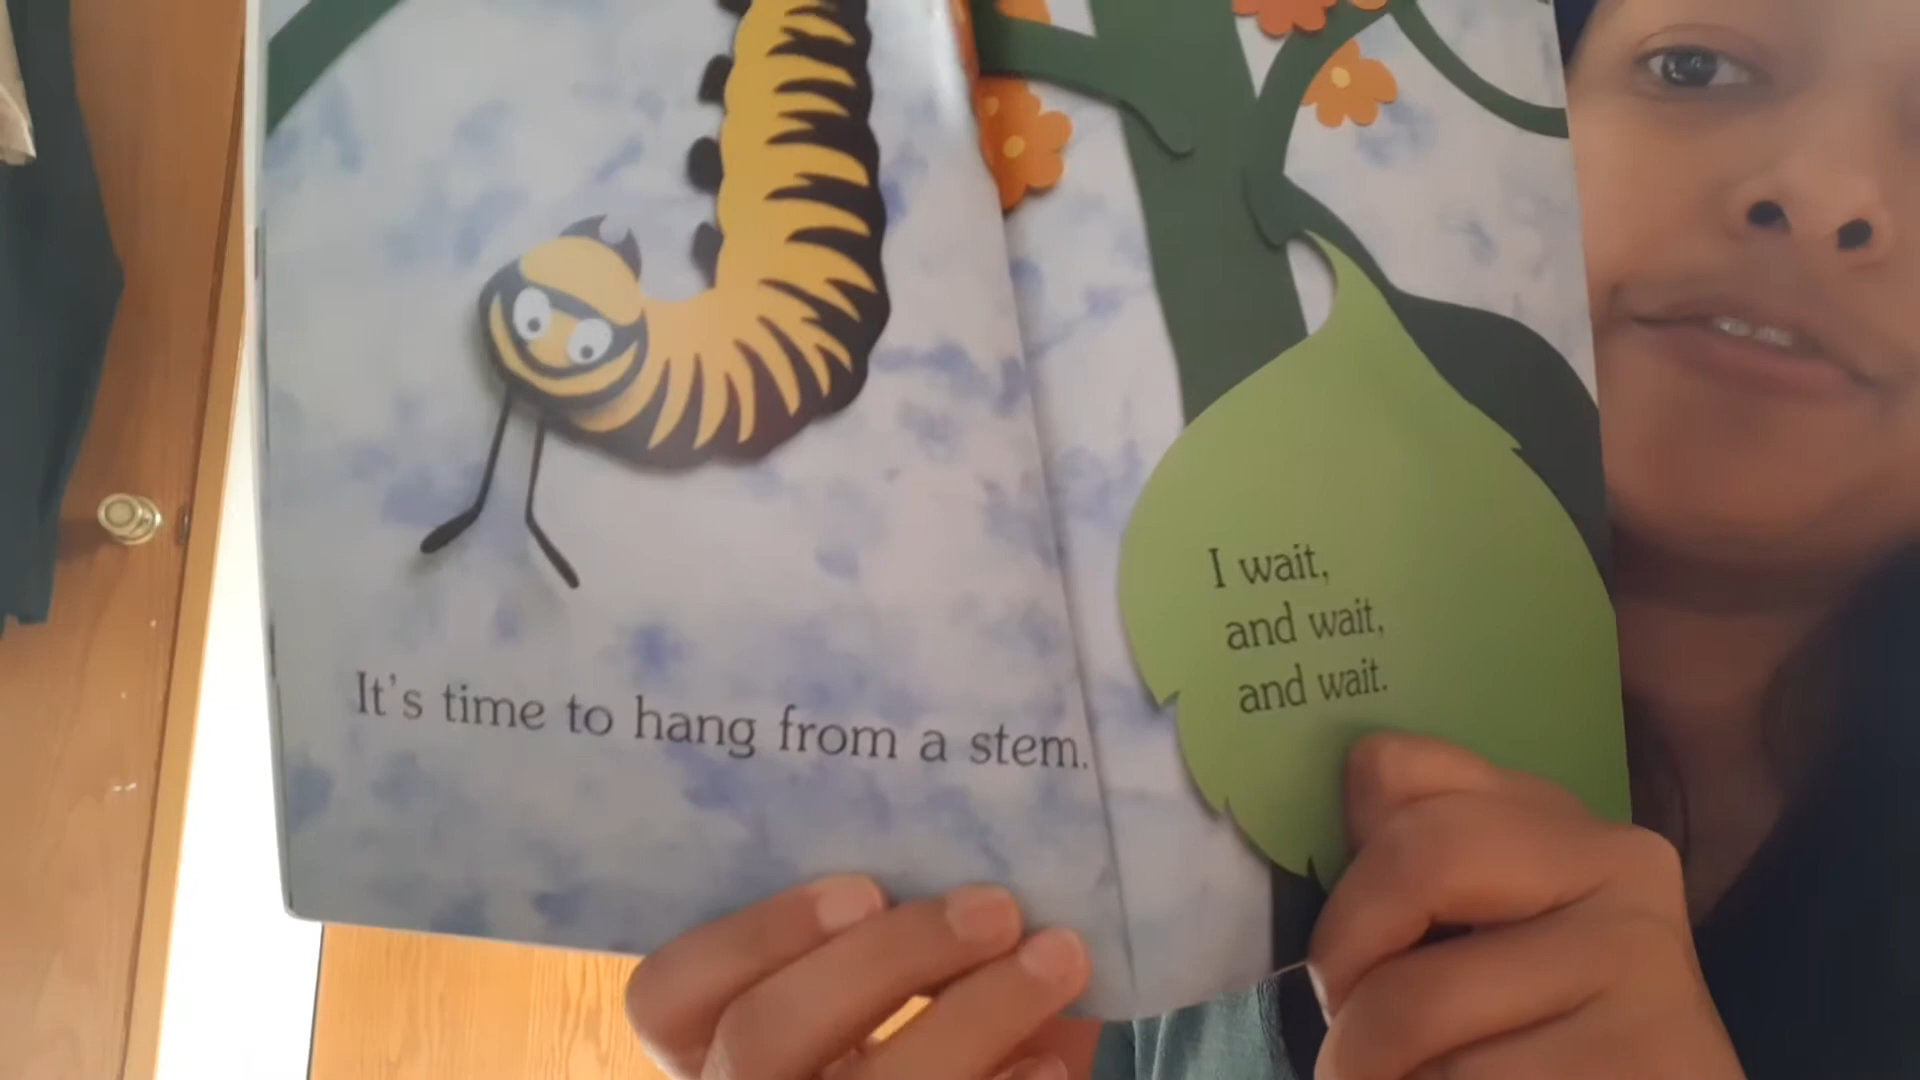 It's time to hang from a stem.
I wait,
and wait,
and wait.